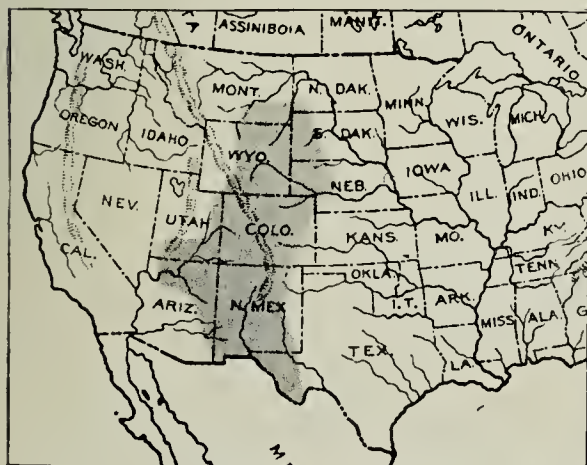 ASSINIBOIA
MANIT.
ONTARIO
WASH.
MONT.
N. DAK.
MINN.
OREGON
IDAHO
WYO.
S. DAK.
WIS.
MICH.
NEB.
IOWA
NEV.
UTAH
COLO.
ILL.
IND.
OHIO
CAL.
KANS.
MO.
KY.
ARIZ.
N. MEX.
OKLA.
I.T.
ARK.
TENN.
MISS.
ALA.
G
TEX.
LA.
M